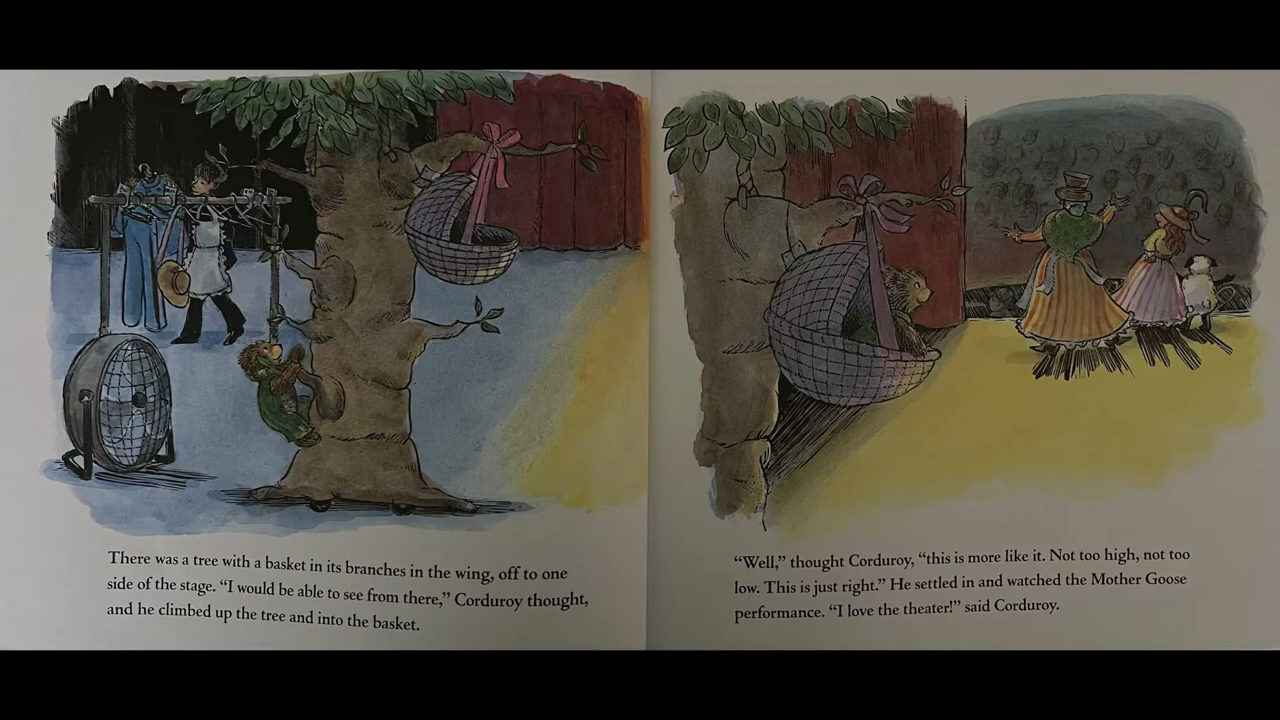 There was a tree with a basket in its branches in the wing, off to one
side of the stage. “I would be able to see from there,” Corduroy thought,
and he climbed up the tree and into the basket.
“Well,” thought Corduroy, “this is more like it. Not too high, not too
low. This is just right.” He settled in and watched the Mother Goose
performance. “I love the theater!” said Corduroy.